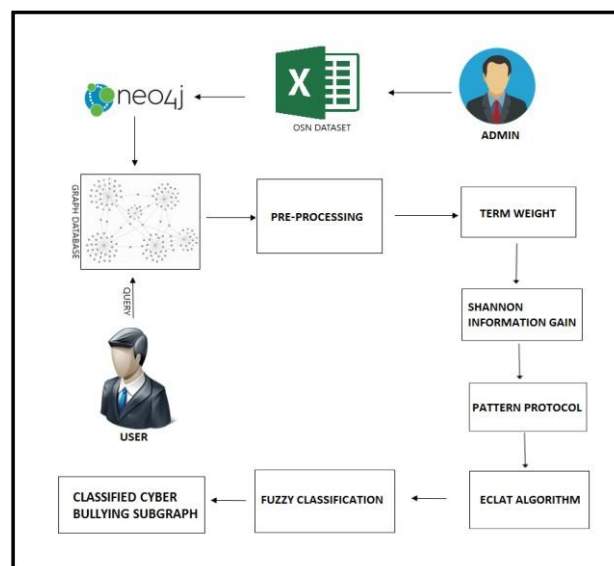 neo4j
X
OSN DATASET
ADMIN
GRAPH DATABASE
PRE-PROCESSING
TERM WEIGHT
QUERY
SHANNON
INFORMATION GAIN
USER
PATTERN PROTOCOL
CLASSIFIED CYBER
BULLYING SUBGRAPH
FUZZY CLASSIFICATION
ECLAT ALGORITHM